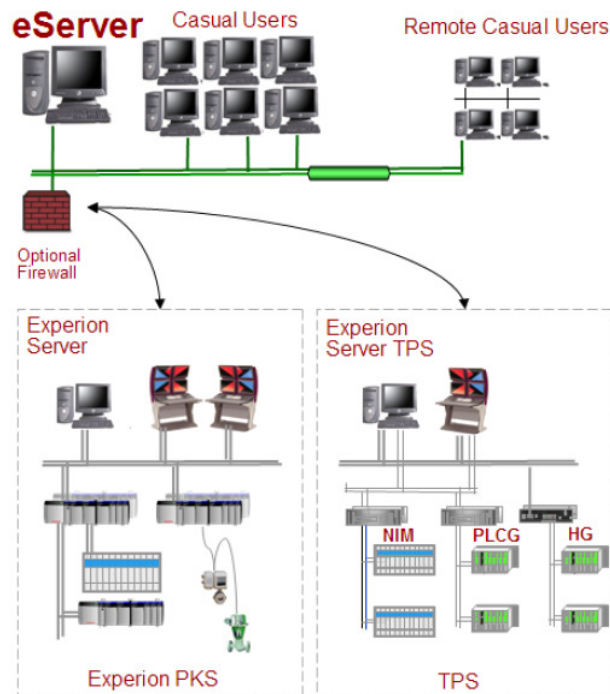 eServer
Casual Users
Remote Casual Users
Optional
Firewall
Experion
Server
Experion
Server TPS
NIM
PLCG
HG
Experion PKS
TPS